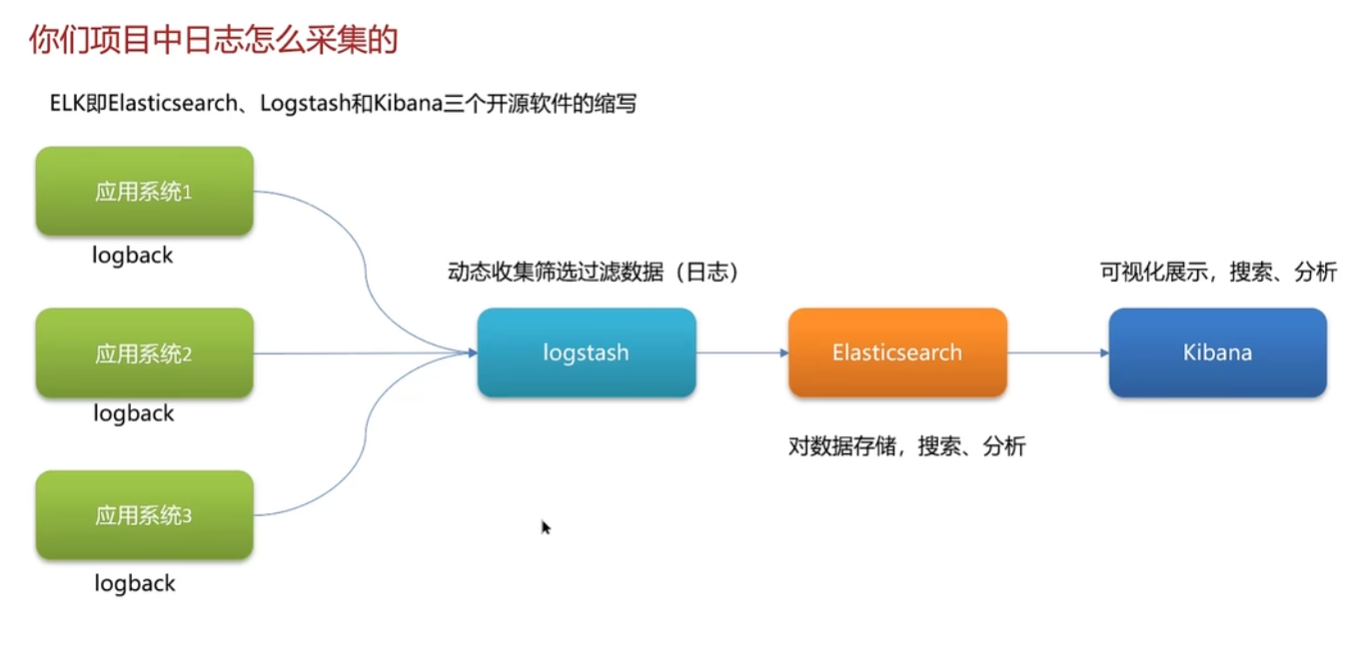 你们项目中日志怎么采集的
ELK即Elasticsearch、Logstash和Kibana三个开源软件的缩写
应用系统1
logback
应用系统2
logback
应用系统3
logback
动态收集筛选过滤数据（日志）
logstash
Elasticsearch
对数据存储，搜索、分析
可视化展示，搜索、分析
Kibana